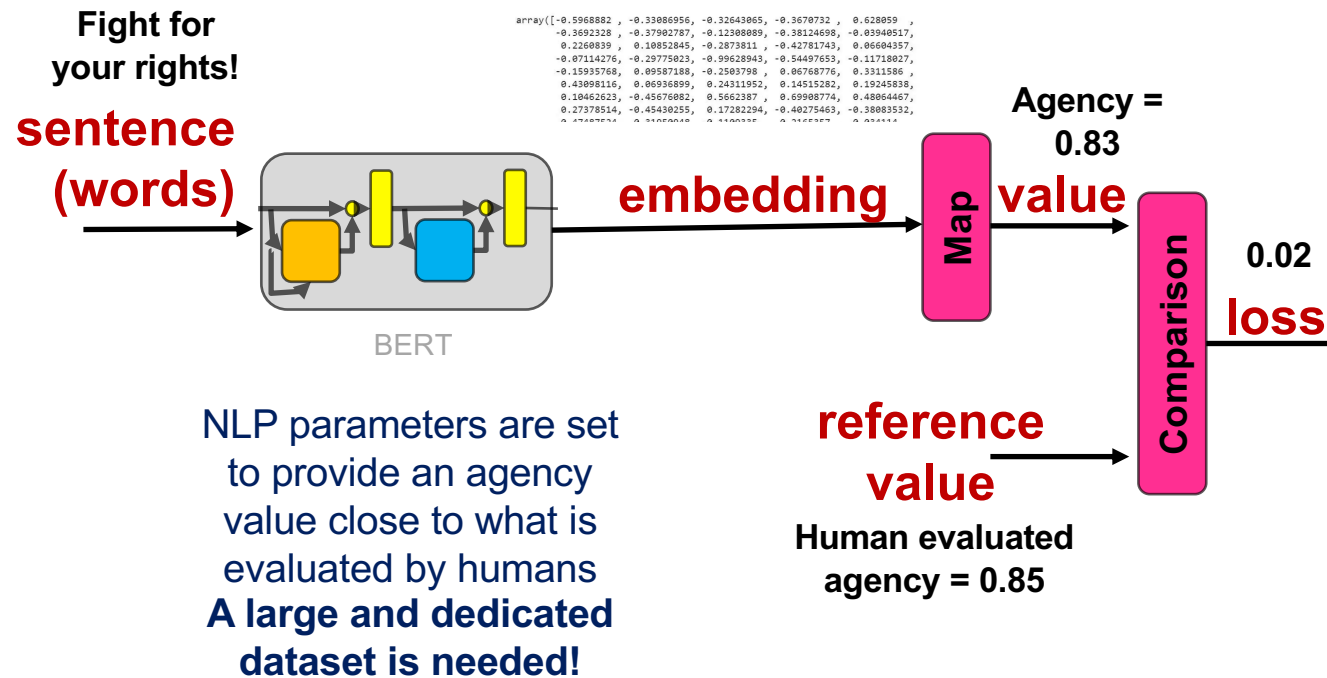 Fight for
your rights!
sentence
(words)
array([-0.5968882 , -0.33086956, -0.32643065, -0.3670732 , 0.628059 ,
-0.3692328 , -0.37902787, -0.12308089, -0.38124698, -0.03940517,
0.2260839 , 0.10852845, -0.2873811 , -0.42781743, 0.06604357,
-0.07114276, -0.29775023, -0.99628943, -0.54497653, -0.11718027,
-0.15935768, 0.09587188, -0.2503798 , 0.06768776, 0.3311586 ,
0.43098116, 0.06936899, 0.24311952, 0.14515282, 0.19245838,
0.10462623, -0.45676082, 0.5662387 , 0.69908774, 0.48064467,
0.27378514, -0.45430255, 0.17282294, -0.40275463, -0.38083532,
BERT
embedding
Map
Agency =
0.83
value
Comparison
0.02
loss
reference
value
Human evaluated
agency = 0.85
NLP parameters are set
to provide an agency
value close to what is
evaluated by humans
A large and dedicated
dataset is needed!